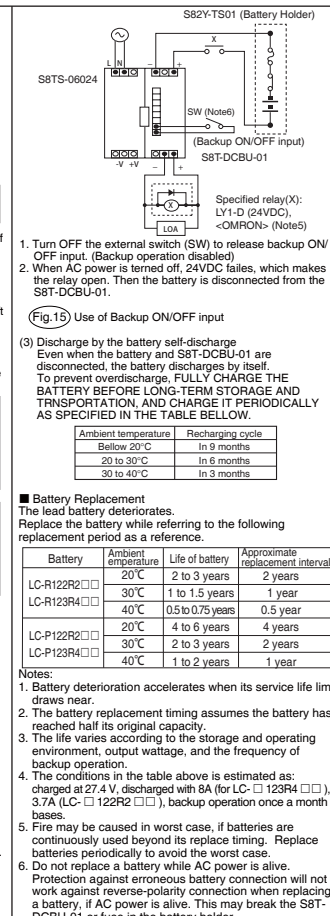 S82Y-TS01 (Battery Holder)
X
L N
− +
S8TS-06024
SW (Note6)
(Backup ON/OFF input)
S8T-DCBU-01
-V +V − +
X
LOA
Specified relay(X):
LY1-D (24VDC),
<OMRON> (Note5)
1. Turn OFF the external switch (SW) to release backup ON/
OFF input. (Backup operation disabled)
2. When AC power is terned off, 24VDC failes, which makes
the relay open. Then the battery is disconnected from the
S8T-DCBU-01.
Fig.15 Use of Backup ON/OFF input
(3) Discharge by the battery self-discharge
Even when the battery and S8T-DCBU-01 are
disconnected, the battery discharges by itself.
To prevent overdischarge, FULLY CHARGE THE
BATTERY BEFORE LONG-TERM STORAGE AND
TRNSPORTATION, AND CHARGE IT PERIODICALLY
AS SPECIFIED IN THE TABLE BELLOW.
Ambient temperature Recharging cycle
Bellow 20°C In 9 months
20 to 30°C In 6 months
30 to 40°C In 3 months
■ Battery Replacement
The lead battery deteriorates.
Replace the battery while referring to the following
replacement period as a reference.
Battery Ambient emperature Life of battery Approximate replacement interval
LC-R122R2□□
LC-R123R4□□
20℃ 2 to 3 years 2 years
30℃ 1 to 1.5 years 1 year
40℃ 0.5 to 0.75 years 0.5 year
LC-P122R2□□
LC-P123R4□□
20℃ 4 to 6 years 4 years
30℃ 2 to 3 years 2 years
40℃ 1 to 2 years 1 year
Notes:
1. Battery deterioration accelerates when its service life lim
draws near.
2. The battery replacement timing assumes the battery has
reached half its original capacity.
3. The life varies according to the storage and operating
environment, output wattage, and the frequency of
backup operation.
4. The conditions in the table above is estimated as:
charged at 27.4 V, discharged with 8A (for LC- □ 123R4 □□ ),
3.7A (LC- □ 122R2 □□ ), backup operation once a month
bases.
5. Fire may be caused in worst case, if batteries are
continuously used beyond its replace timing. Replace
batteries periodically to avoid the worst case.
6. Do not replace a battery while AC power is alive.
Protection against erroneous battery connection will not
work against reverse-polarity connection when replacing
a battery, if AC power is alive. This may break the S8T-
DCBU-01 or fuse in the battery holder.